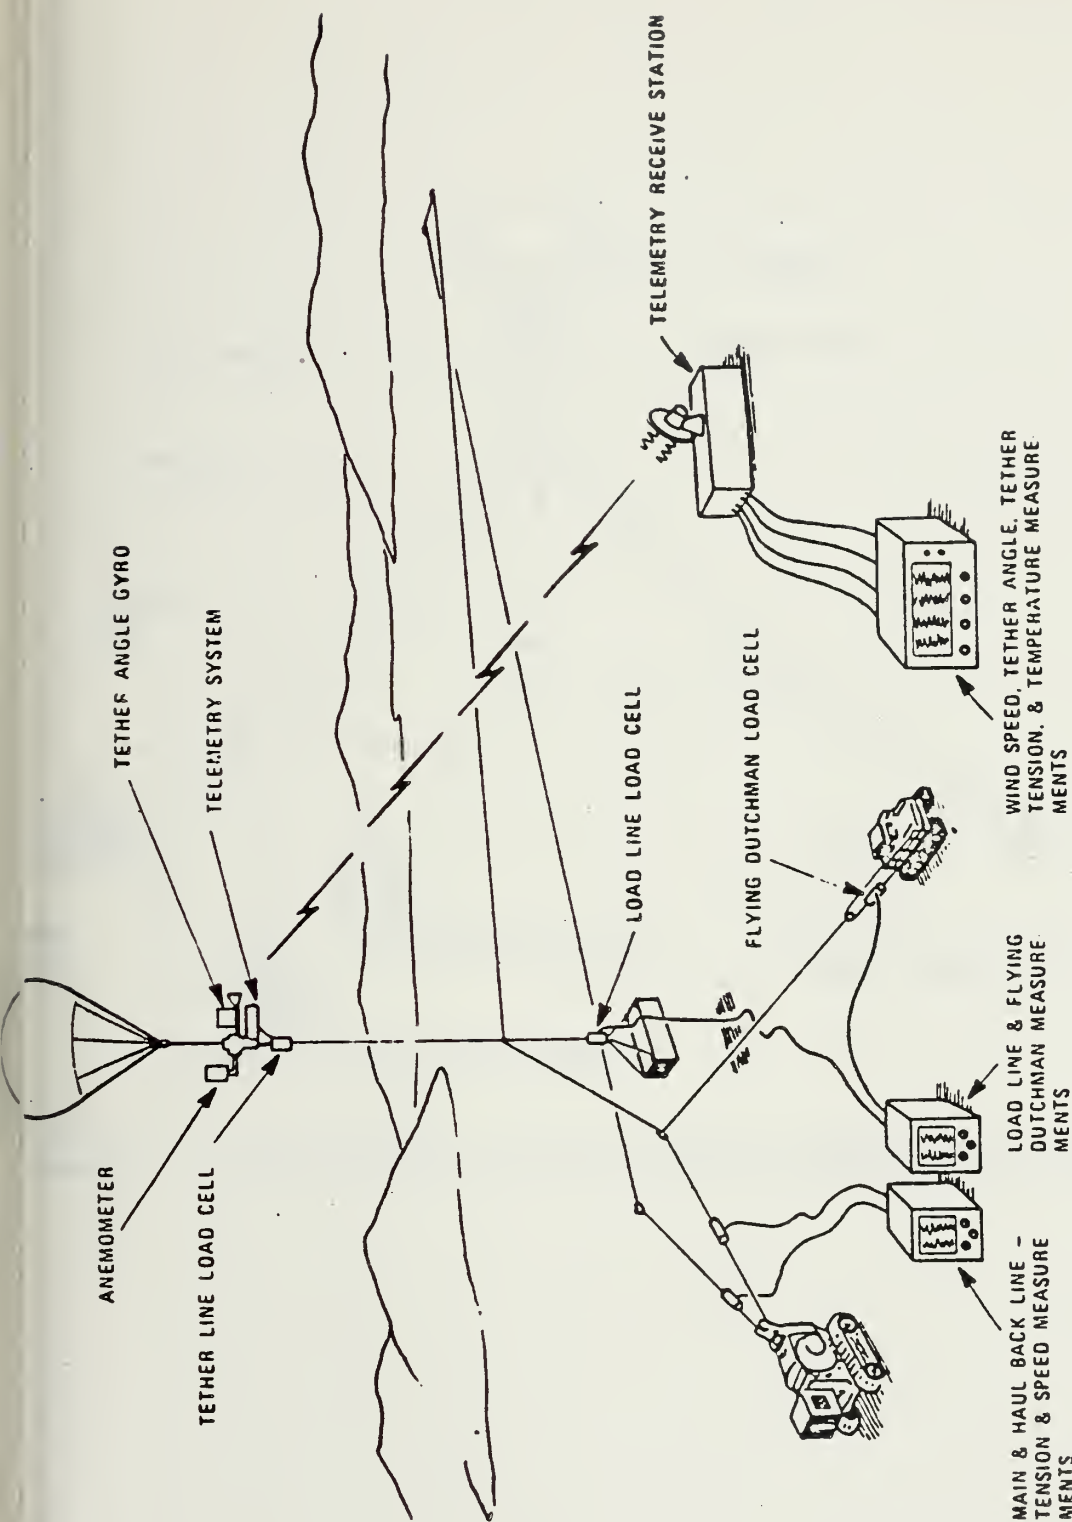 TETHER ANGLE GYRO
TELEMETRY SYSTEM
ANEMOMETER
TETHER LINE LOAD CELL
TELEMETRY RECEIVE STATION
LOAD LINE LOAD CELL
FLYING DUTCHMAN LOAD CELL
MAIN & HAUL BACK LINE –
TENSION & SPEED MEASURE
MENTS
LOAD LINE & FLYING
DUTCHMAN MEASURE
MENTS
WIND SPEED, TETHER ANGLE, TETHER
TENSION, & TEMPERATURE MEASURE
MENTS